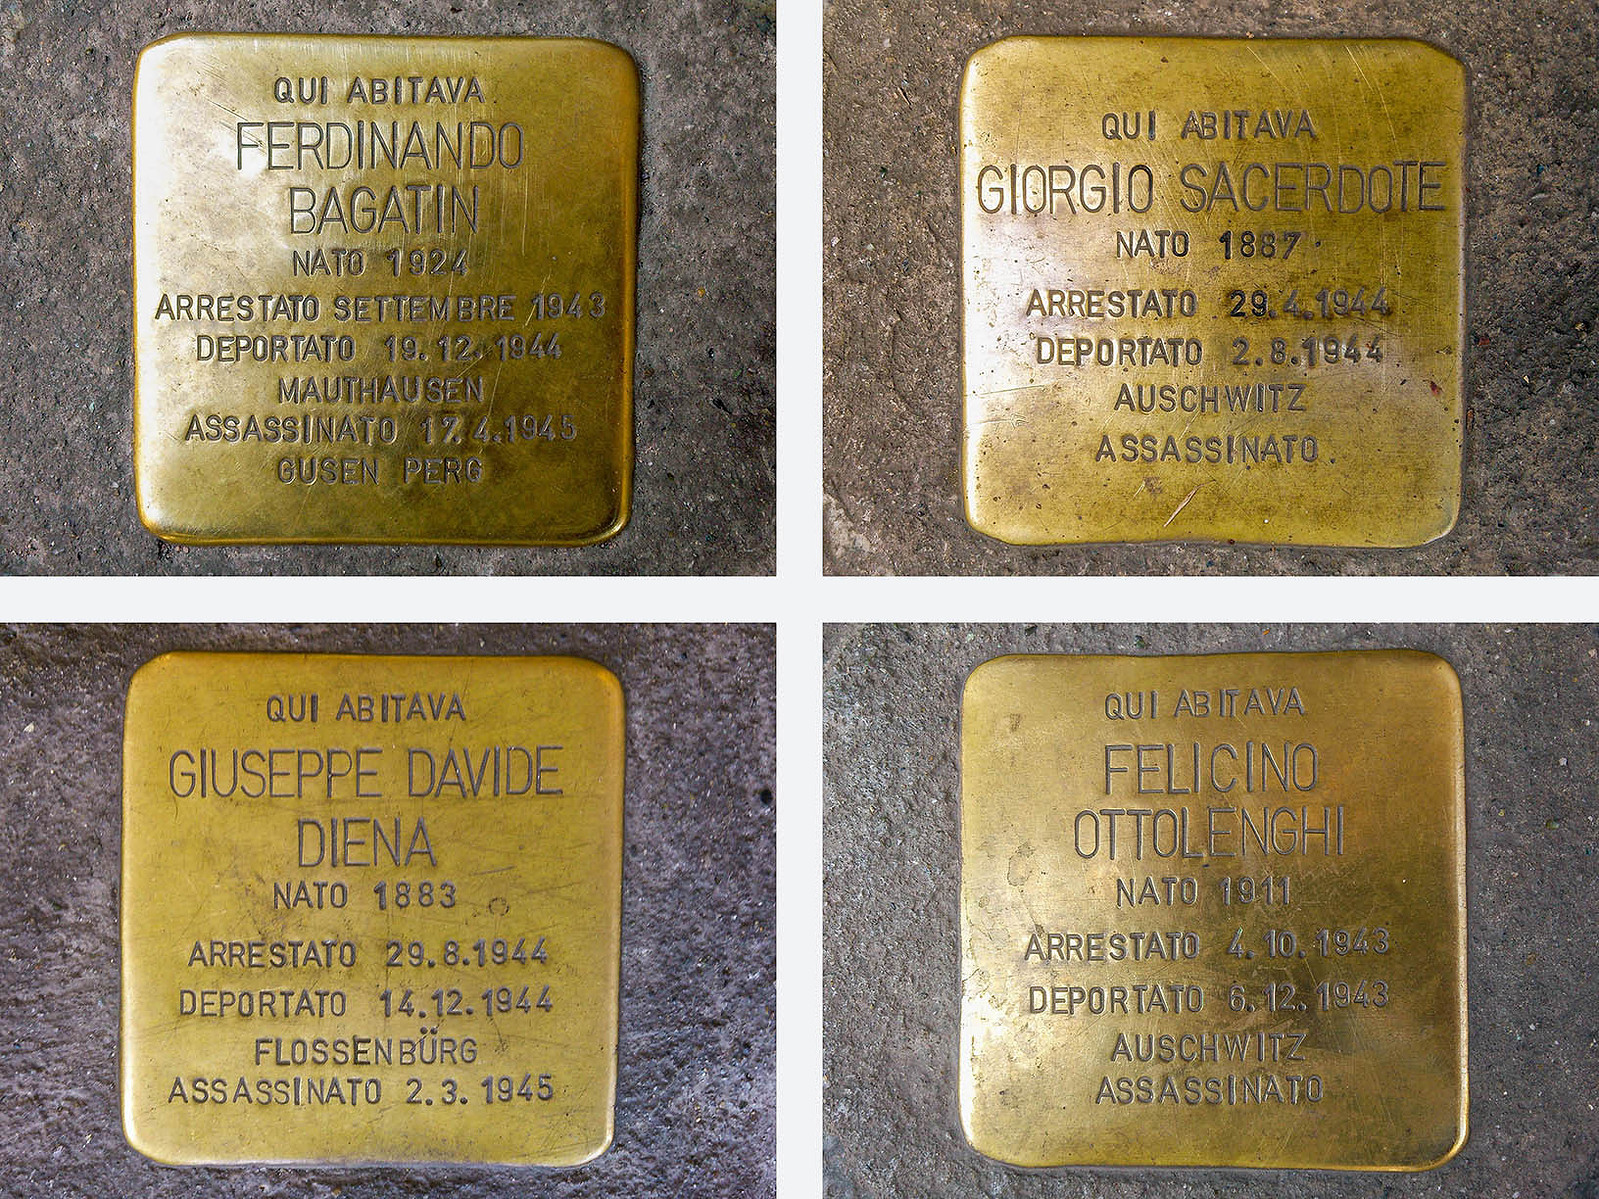 QUI ABITAVA
FERDINANDO
BAGATIN
NATO 1924
ARRESTATO SETTEMBRE 1943
DEPORTATO 19.12.1944
MAUTHAUSEN
ASSASSINATO 17.4.1945
GUSEN PERG
QUI ABITAVA
GIORGIO SACERDOTE
NATO 1887
ARRESTATO 29.4.1944
DEPORTATO 2.8.1944
AUSCHWITZ
ASSASSINATO
QUI ABITAVA
GIUSEPPE DAVIDE
DIENA
NATO 1883
ARRESTATO 29.8.1944
DEPORTATO 14.12.1944
FLOSSENBÜRG
ASSASSINATO 2.3.1945
QUI ABITAVA
FELICINO
OTTOLENGHI
NATO 1911
ARRESTATO 4.10.1943
DEPORTATO 6.12.1943
AUSCHWITZ
ASSASSINATO